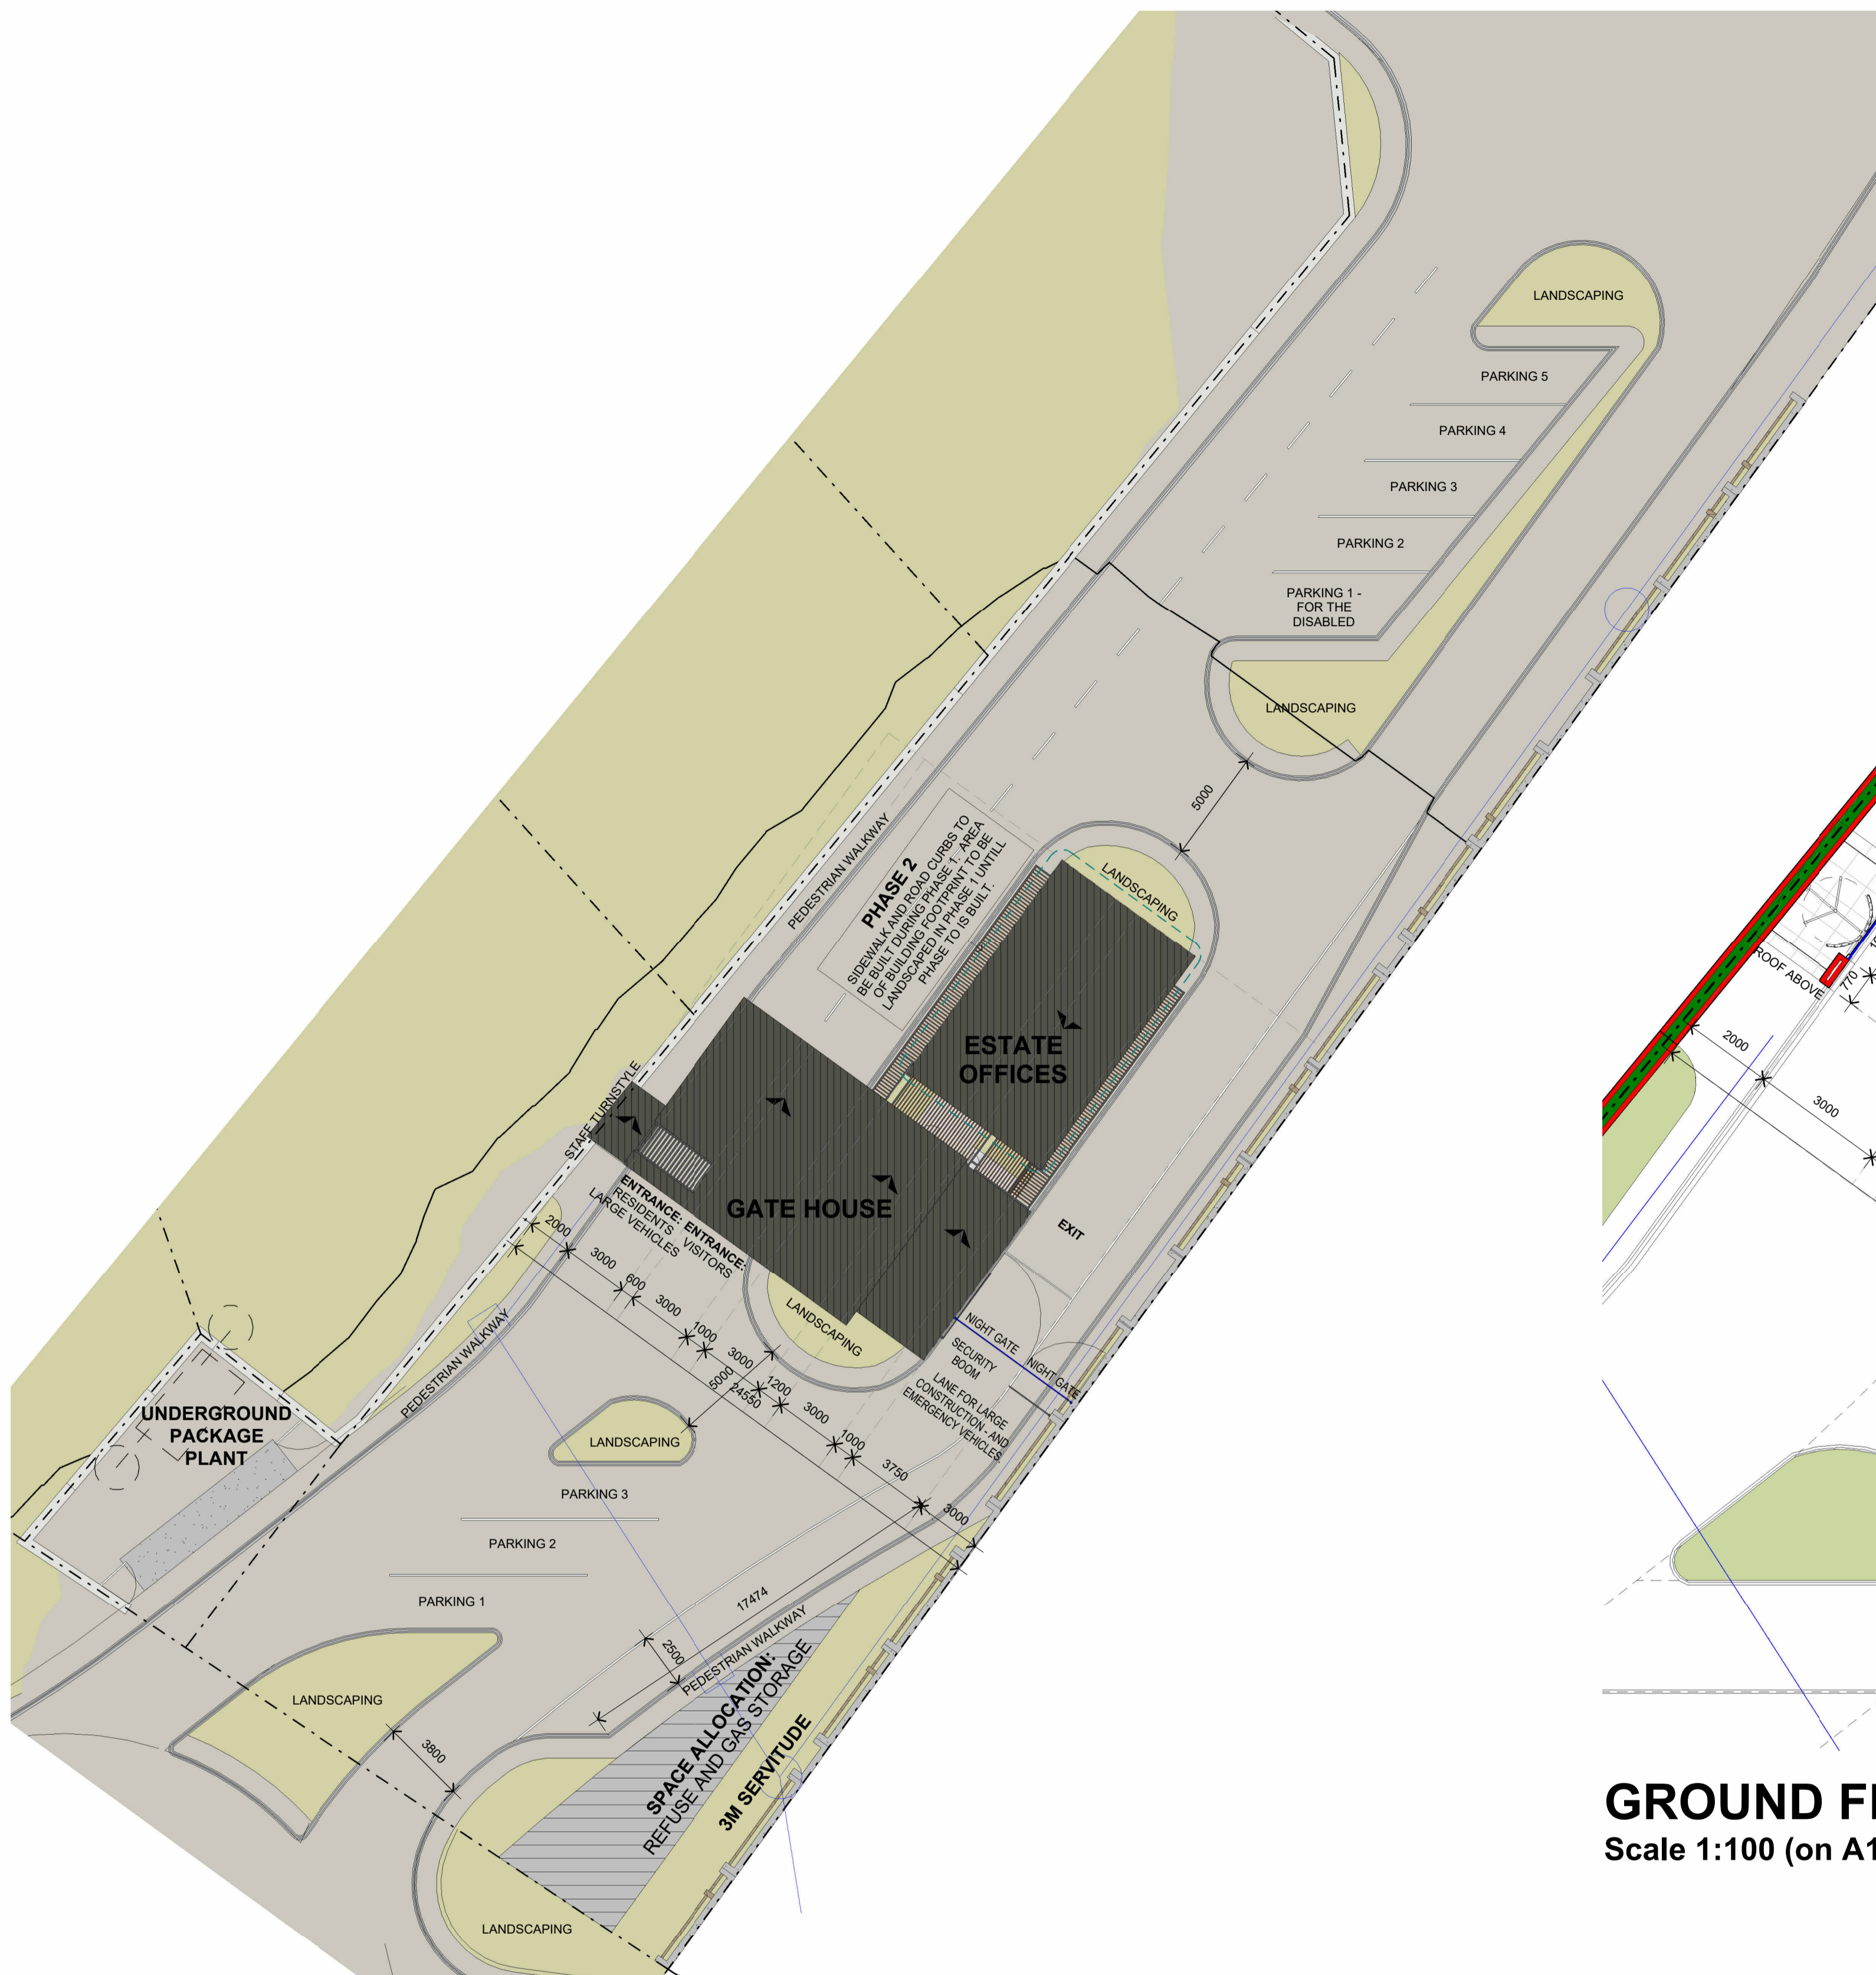 LANDSCAPING
PARKING 5
PARKING 4
PARKING 3
PARKING 2
PARKING 1 -
FOR THE
DISABLED
LANDSCAPING
5000
PEDESTRIAN WALKWAY
PHASE 2
SIDEWALK AND ROAD CURBS TO
BE BUILT DURING PHASE 1. AREA
OF BUILDING FOOTPRINT TO BE
LANDSCAPED IN PHASE 1 UNTILL
PHASE TO IS BUILT.
LANDSCAPING
ESTATE
OFFICES
STAFF TURNSTYLE
GATE HOUSE
EXIT
ENTRANCE:
RESIDENTS
LARGE VEHICLES
ENTRANCE:
VISITORS
LANDSCAPING
NIGHT GATE
NIGHT GATE
SECURITY
BOOM
LANE FOR LARGE
CONSTRUCTION - AND
EMERGENCY VEHICLES
2000
3000
600
3000
1000
3000
1200
3000
1000
3750
3000
5000
24550
PEDESTRIAN WALKWAY
UNDERGROUND
PACKAGE
PLANT
LANDSCAPING
PARKING 3
PARKING 2
PARKING 1
LANDSCAPING
3800
17474
2500
PEDESTRIAN WALKWAY
SPACE ALLOCATION:
REFUSE AND GAS STORAGE
3M SERVITUDE
LANDSCAPING
ROOF ABOVE
770
2000
3000
GROUND
Scale 1:100 (on A1